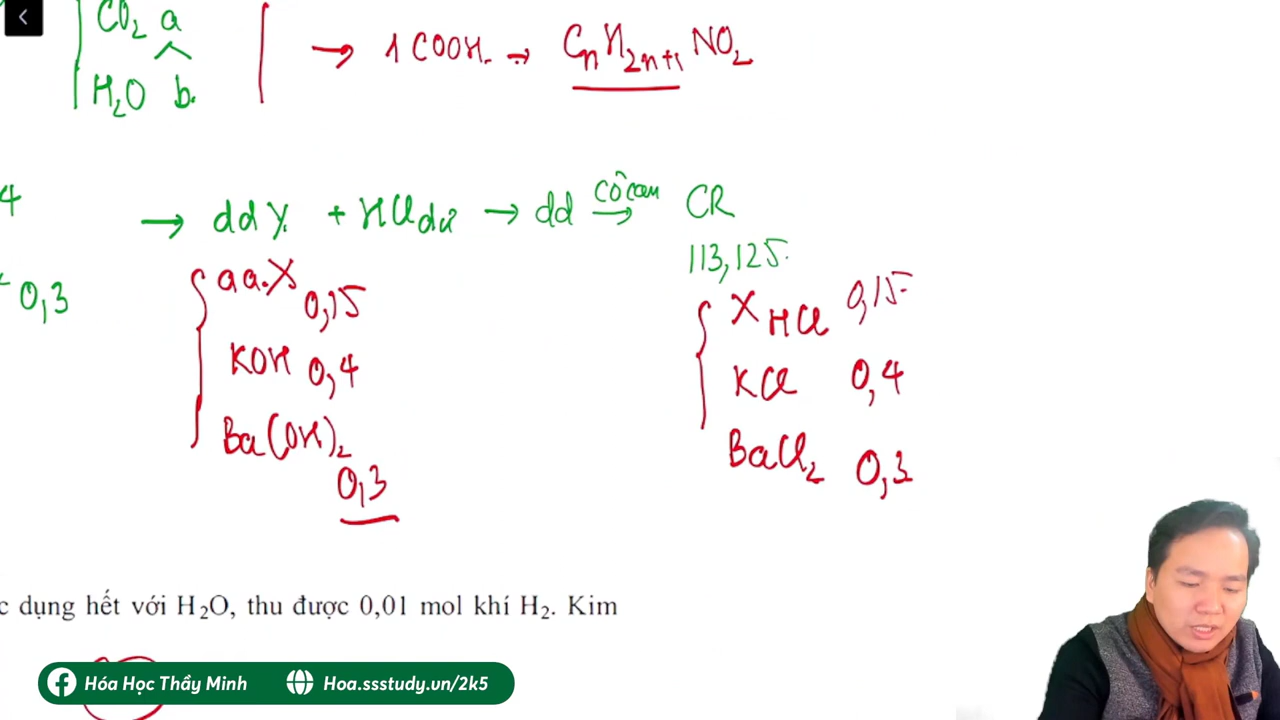 CO₂ a
H₂O b.
→ 1 COOH. → CₙH₂ₙ₊₁NO₂
4
0,3
→ dd Y. + HCl dư → dd cô cạn → CR
113,125.
aa.X 0,15
KOH 0,4
Ba(OH)₂
0,3
XHCl 0,15
KCl 0,4
BaCl₂ 0,3
c dụng hết với H₂O, thu được 0,01 mol khí H₂. Kim
Hóa Học Thầy Minh
Hoa.ssstudy.vn/2k5